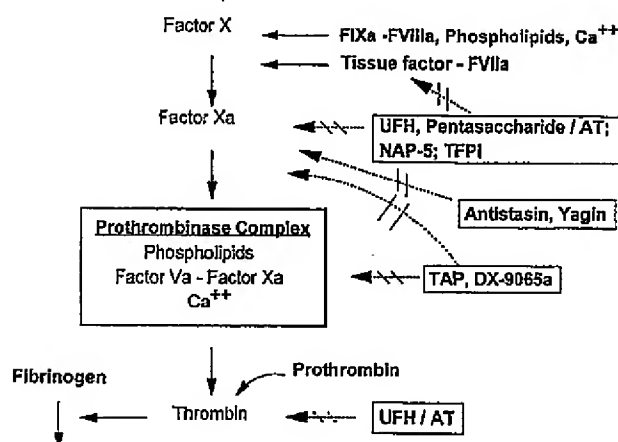 Factor X
FIXa -FVIIIa, Phospholipids, Ca++
Tissue factor - FVIIa
Factor Xa
UFH, Pentasaccharide / AT;
NAP-5; TFPI
Antistasin, Yagin
Prothrombinase Complex
Phospholipids
Factor Va - Factor Xa
Ca++
TAP, DX-9065a
Prothrombin
Fibrinogen
Thrombin
UFH / AT